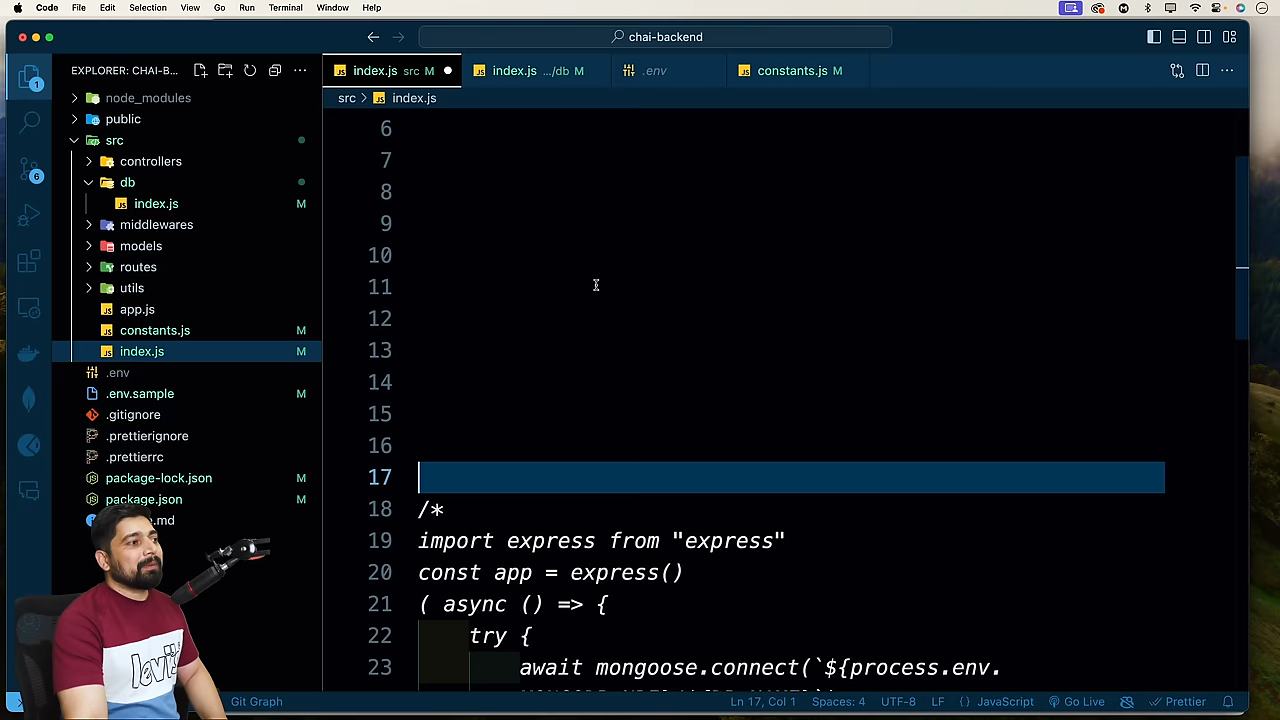 Code File Edit Selection View Go Run Terminal Window Help
chai-backend
EXPLORER: CHAI-B...
index.js src M
index.js .../db M
.env
constants.js M
src > index.js
1
6
node_modules
public
src
controllers
db
index.js M
middlewares
models
routes
utils
app.js
constants.js M
index.js M
.env
.env.sample M
.gitignore
.prettierignore
.prettierrc
package-lock.json M
package.json M
.md
6
7
8
9
10
11
12
13
14
15
16
17
18 /*
19 import express from "express"
20 const app = express()
21 ( async () => {
22 try {
23 await mongoose.connect(`${process.env.
levi's
Git Graph
Ln 17, Col 1 Spaces: 4 UTF-8 LF {} JavaScript Go Live Prettier